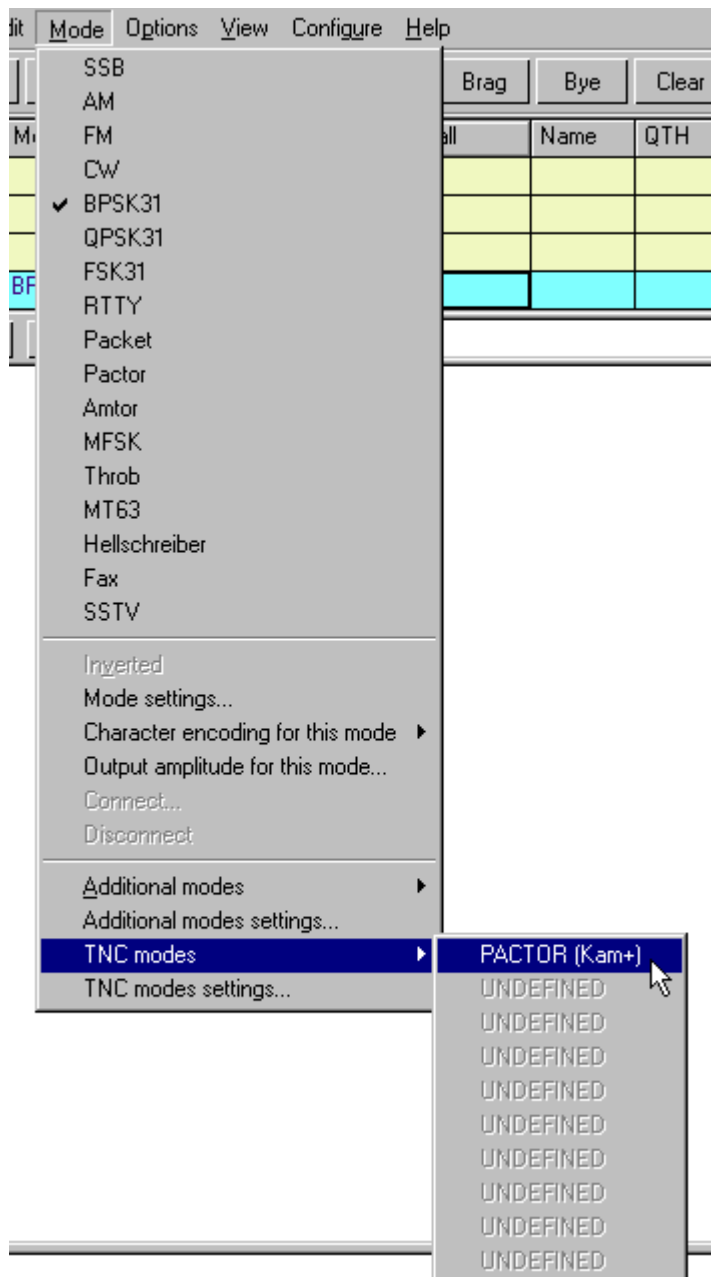 dit Mode Options View Configure Help
Brag Bye Clear
all Name QTH
SSB
AM
FM
CW
BPSK31
QPSK31
FSK31
RTTY
Packet
Pactor
Amtor
MFSK
Throb
MT63
Hellschreiber
Fax
SSTV
Inverted
Mode settings...
Character encoding for this mode
Output amplitude for this mode...
Connect...
Disconnect
Additional modes
Additional modes settings...
TNC modes
TNC modes settings...
PACTOR (Kam+)
UNDEFINED
UNDEFINED
UNDEFINED
UNDEFINED
UNDEFINED
UNDEFINED
UNDEFINED
UNDEFINED
UNDEFINED